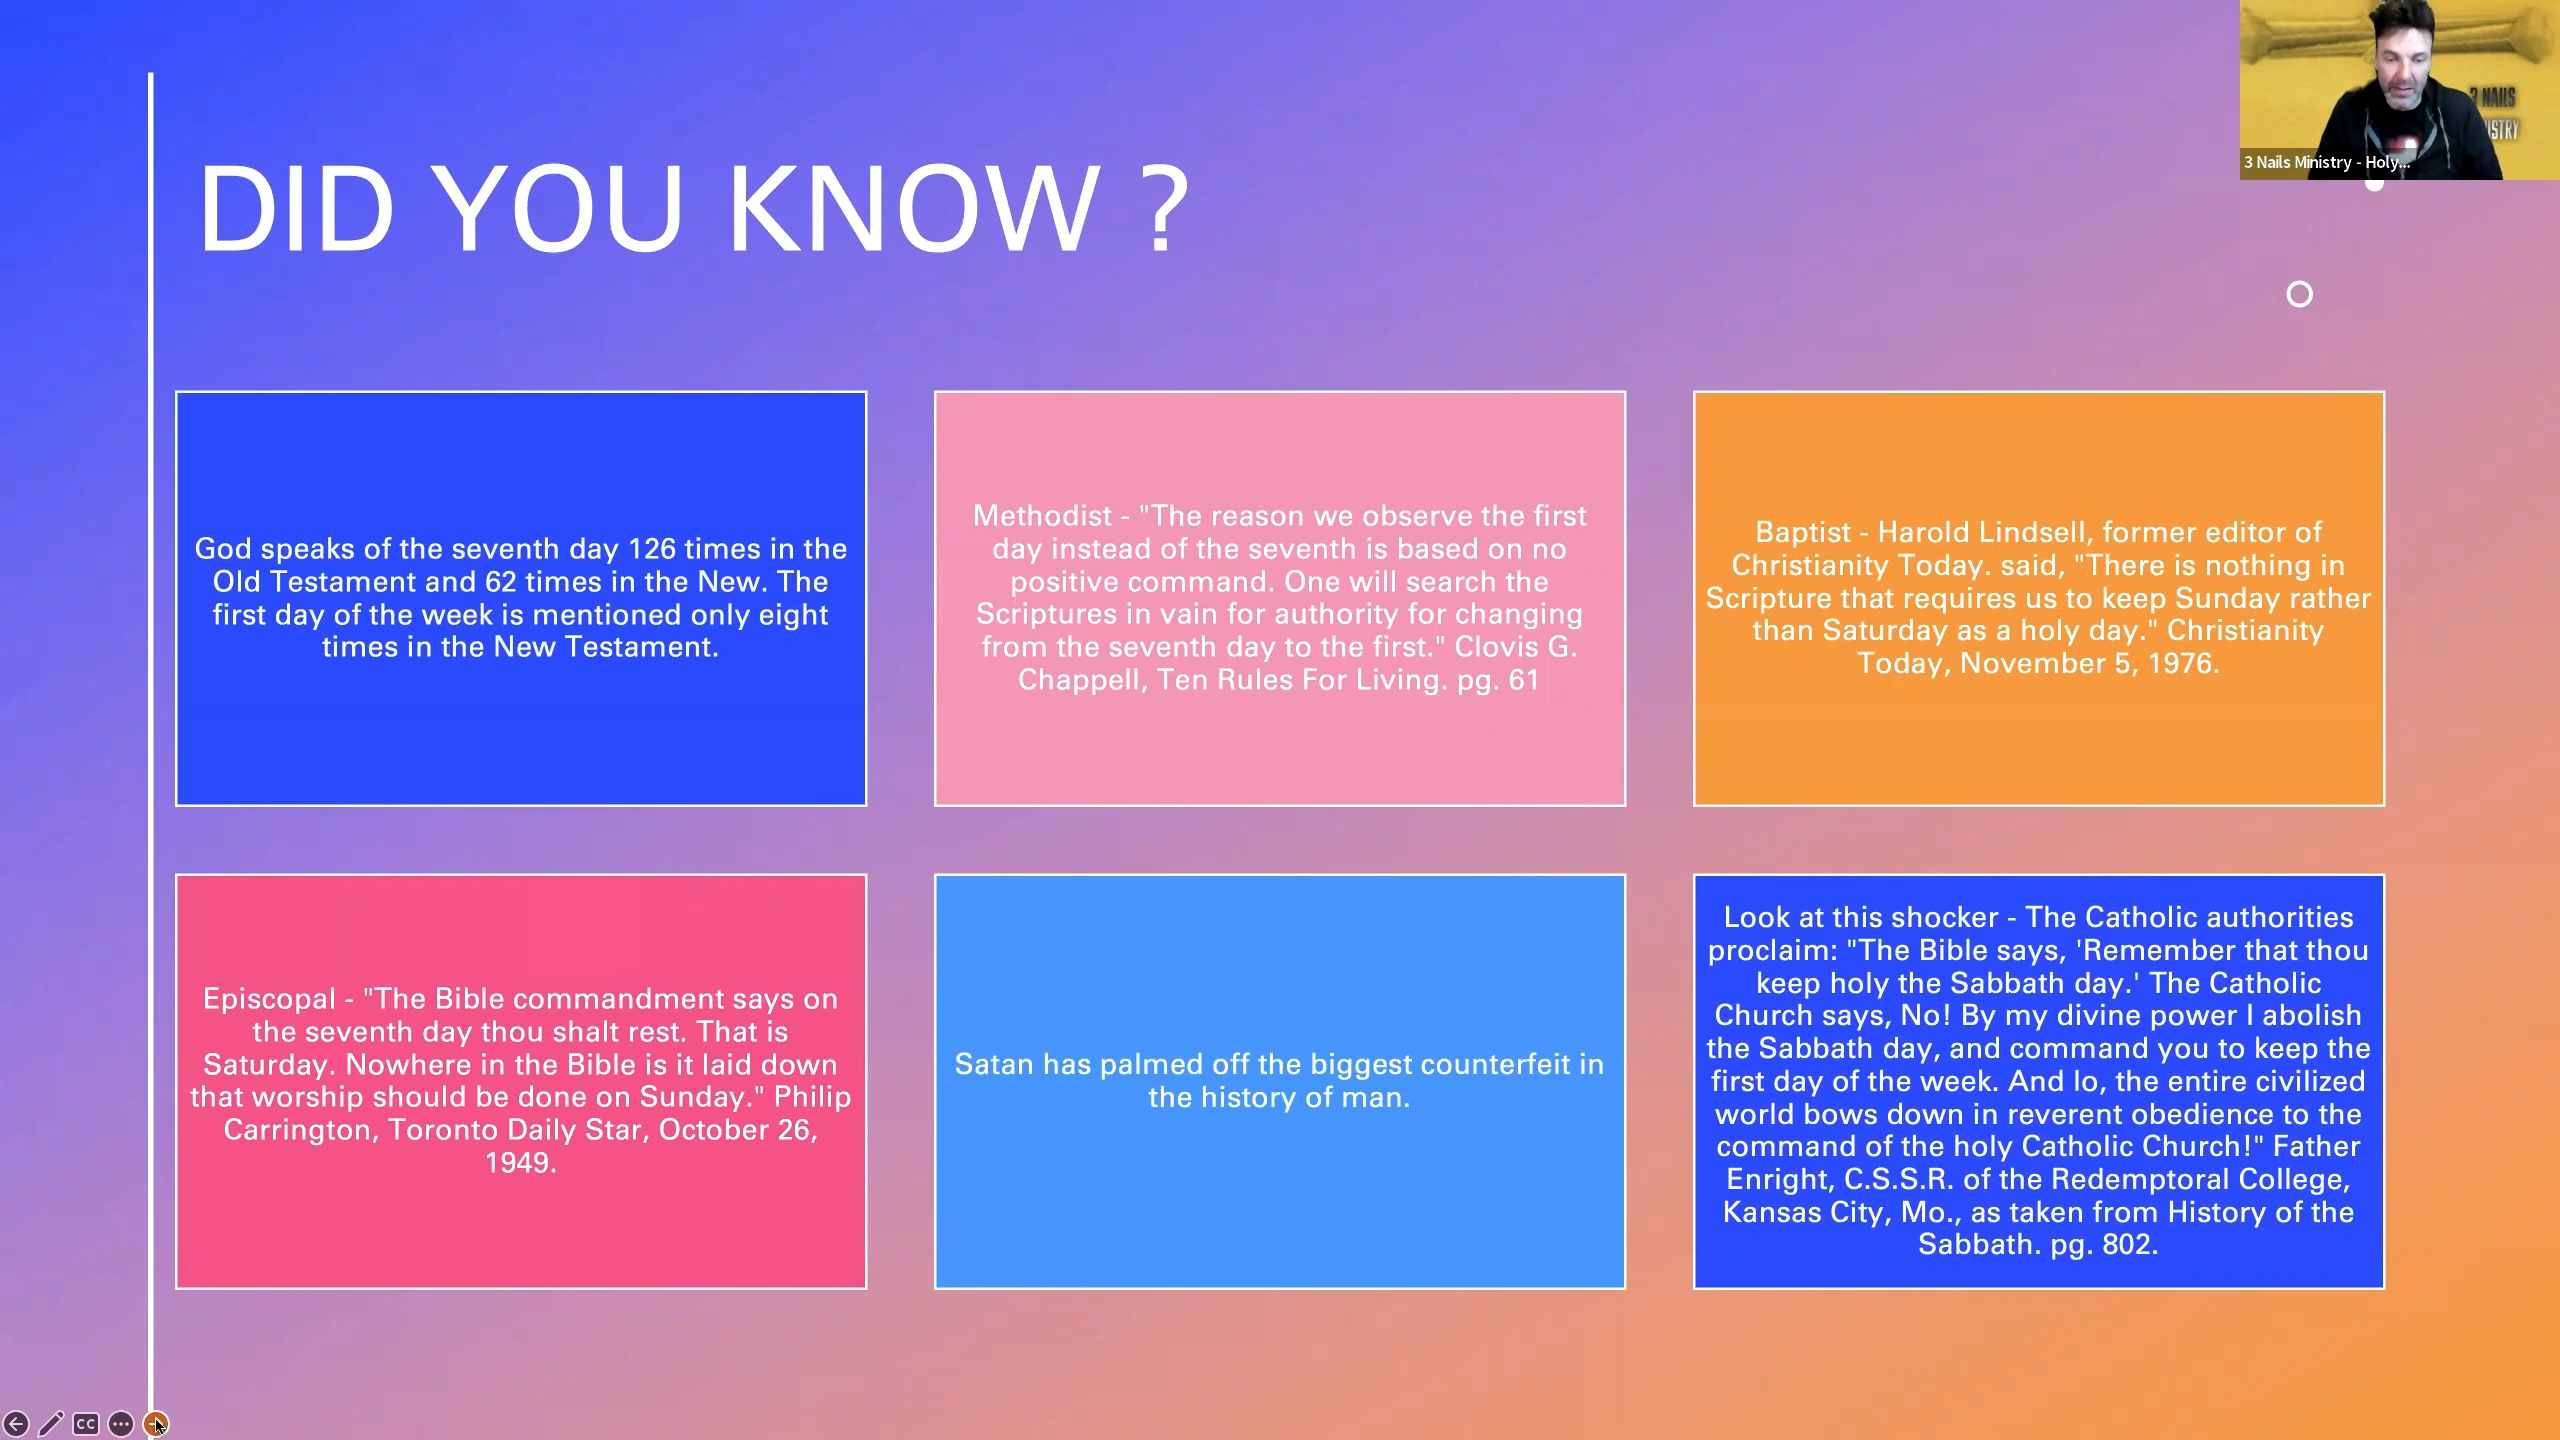 DID YOU KNOW ?
3 NAILS
ISTRY
3 Nails Ministry - Holy...
God speaks of the seventh day 126 times in the
Old Testament and 62 times in the New. The
first day of the week is mentioned only eight
times in the New Testament.
Methodist - "The reason we observe the first
day instead of the seventh is based on no
positive command. One will search the
Scriptures in vain for authority for changing
from the seventh day to the first." Clovis G.
Chappell, Ten Rules For Living. pg. 61
Baptist - Harold Lindsell, former editor of
Christianity Today. said, "There is nothing in
Scripture that requires us to keep Sunday rather
than Saturday as a holy day." Christianity
Today, November 5, 1976.
Episcopal - "The Bible commandment says on
the seventh day thou shalt rest. That is
Saturday. Nowhere in the Bible is it laid down
that worship should be done on Sunday." Philip
Carrington, Toronto Daily Star, October 26,
1949.
Satan has palmed off the biggest counterfeit in
the history of man.
Look at this shocker - The Catholic authorities
proclaim: "The Bible says, 'Remember that thou
keep holy the Sabbath day.' The Catholic
Church says, No! By my divine power I abolish
the Sabbath day, and command you to keep the
first day of the week. And lo, the entire civilized
world bows down in reverent obedience to the
command of the holy Catholic Church!" Father
Enright, C.S.S.R. of the Redemptoral College,
Kansas City, Mo., as taken from History of the
Sabbath. pg. 802.
CC